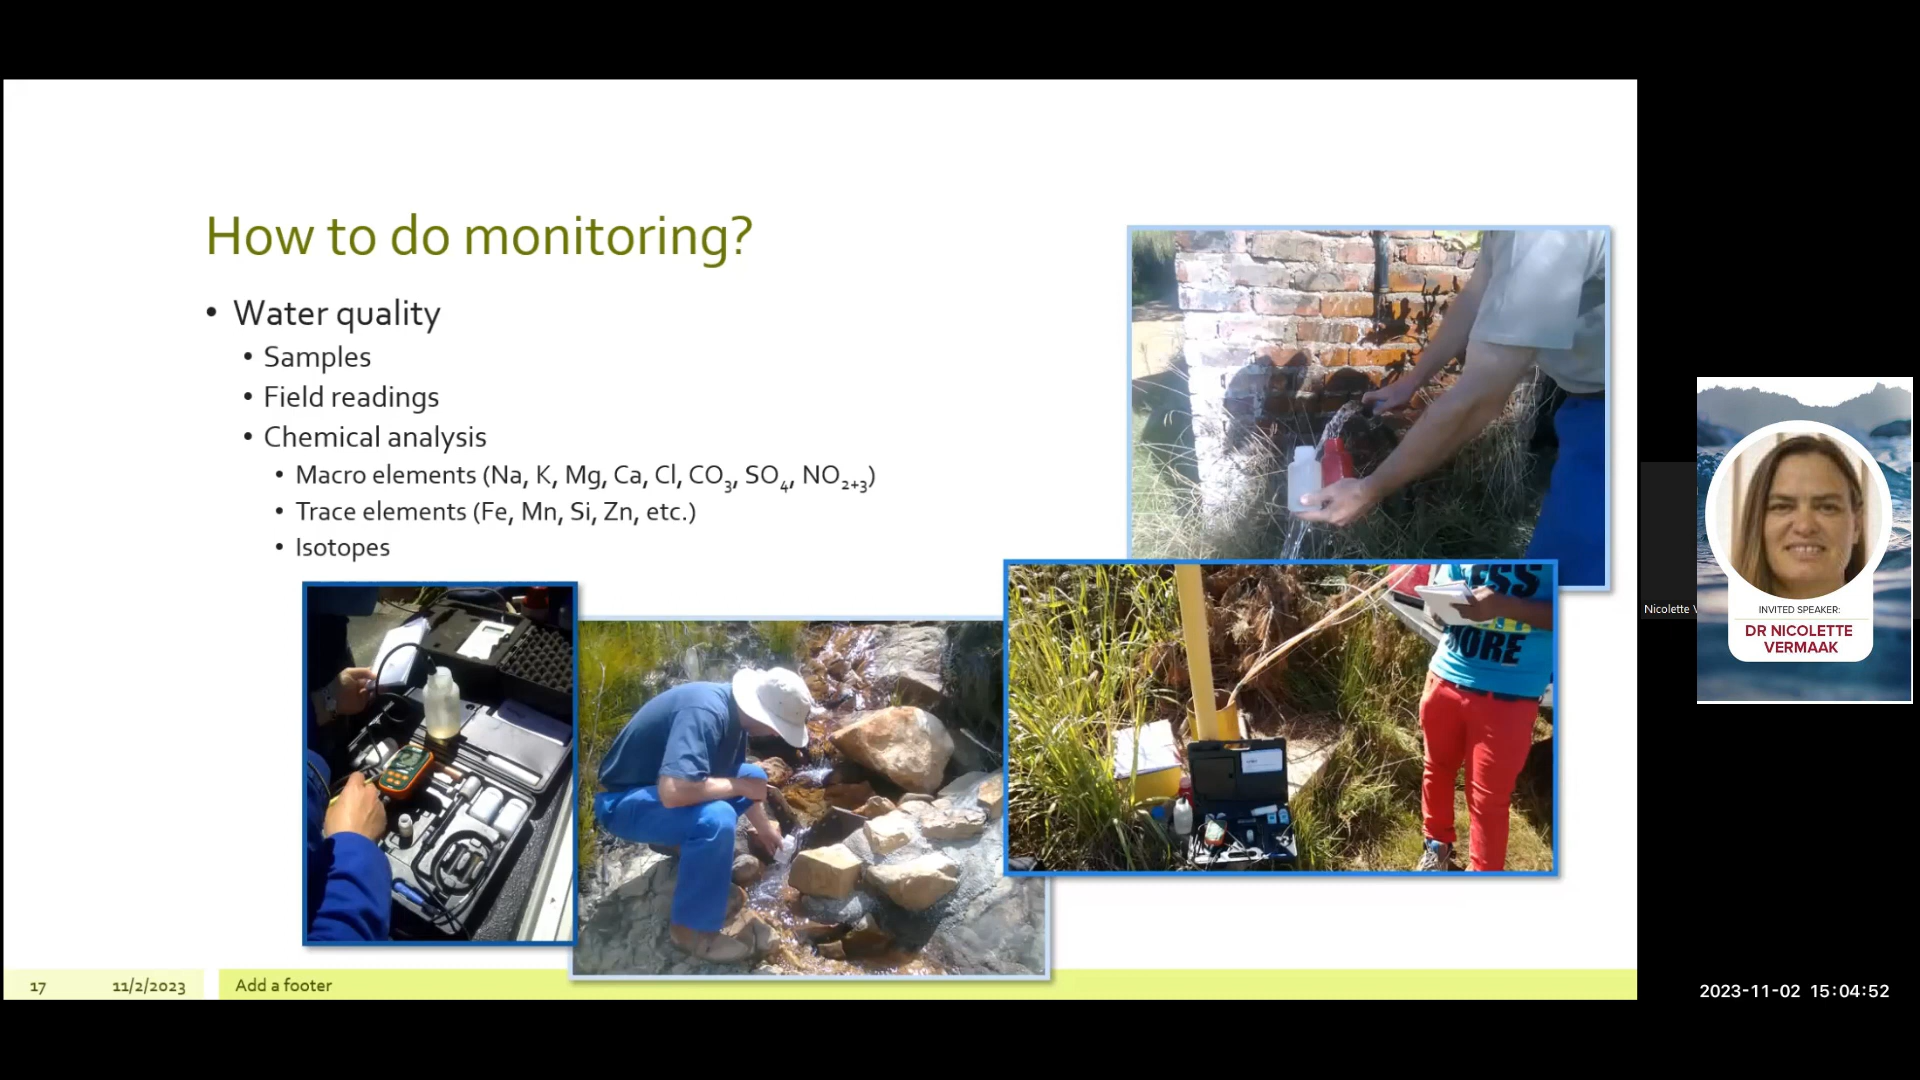 How to do monitoring?
• Water quality
• Samples
• Field readings
• Chemical analysis
• Macro elements (Na, K, Mg, Ca, Cl, CO₃, SO₄, NO₂₊₃)
• Trace elements (Fe, Mn, Si, Zn, etc.)
• Isotopes
MORE
Nicolette V
INVITED SPEAKER:
DR NICOLETTE
VERMAAK
17 11/2/2023 Add a footer
2023-11-02 15:04:52